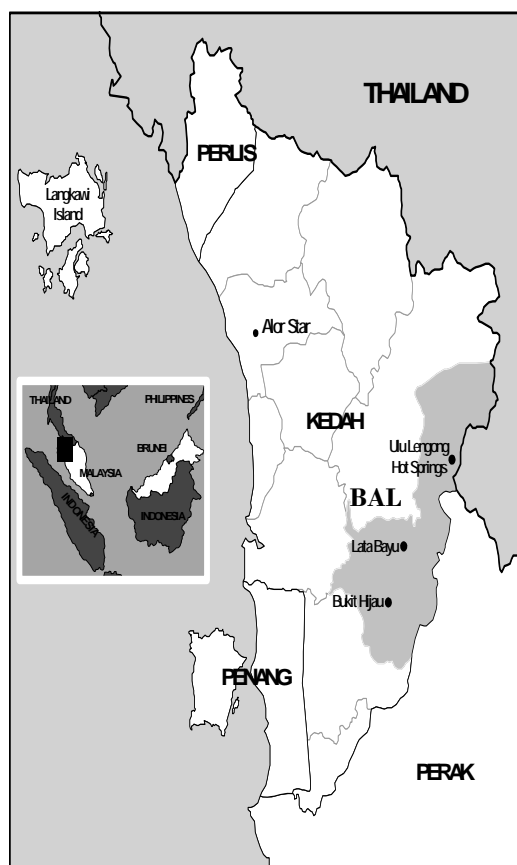 THAILAND
PERLIS
Langkawi
Island
Alor Star
THAILAND
PHILIPPINES
BRUNEI
MALAYSIA
INDONESIA
INDONESIA
KEDAH
Ulu Lengong
Hot Springs
BAL
Lata Bayu
Bukit Hijau
PENANG
PERAK